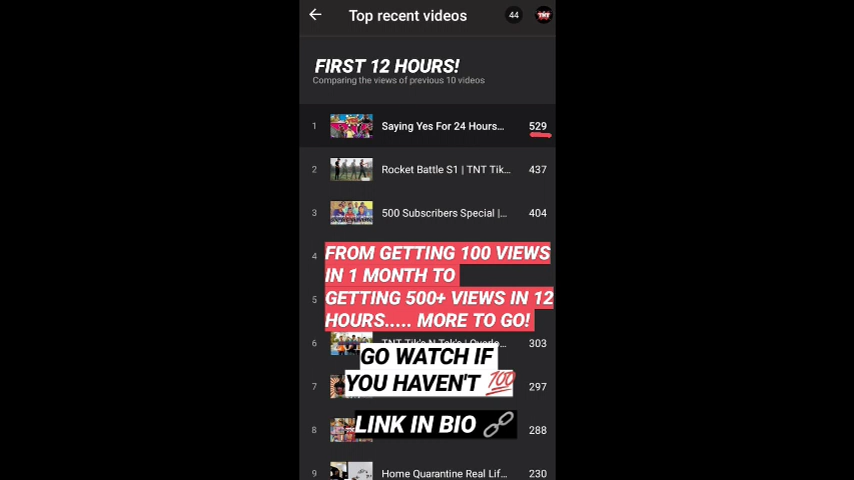 Top recent videos
44
TNT
FIRST 12 HOURS!
Comparing the views of previous 10 videos
1 Saying Yes For 24 Hours... 529
2 Rocket Battle S1 | TNT Tik... 437
3 500 Subscribers Special |... 404
4
FROM GETTING 100 VIEWS
IN 1 MONTH TO
5
GETTING 500+ VIEWS IN 12
HOURS..... MORE TO GO!
6 303
GO WATCH IF
7 YOU HAVEN'T 💯 297
8 LINK IN BIO 🔗 288
9 Home Quarantine Real Lif... 230